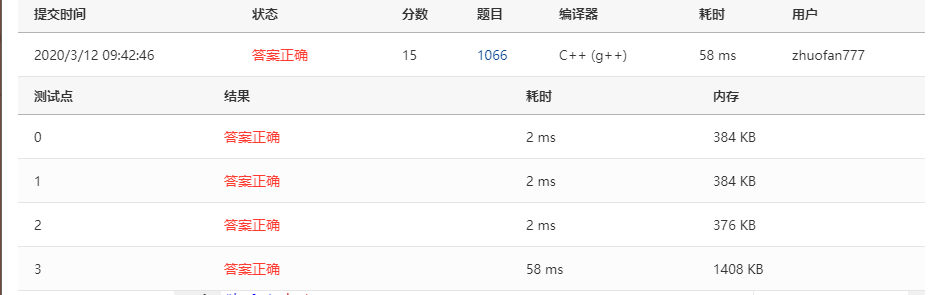 提交时间 状态 分数 题目 编译器 耗时 用户
2020/3/12 09:42:46 答案正确 15 1066 C++ (g++) 58 ms zhuofan777
测试点 结果 耗时 内存
0 答案正确 2 ms 384 KB
1 答案正确 2 ms 384 KB
2 答案正确 2 ms 376 KB
3 答案正确 58 ms 1408 KB